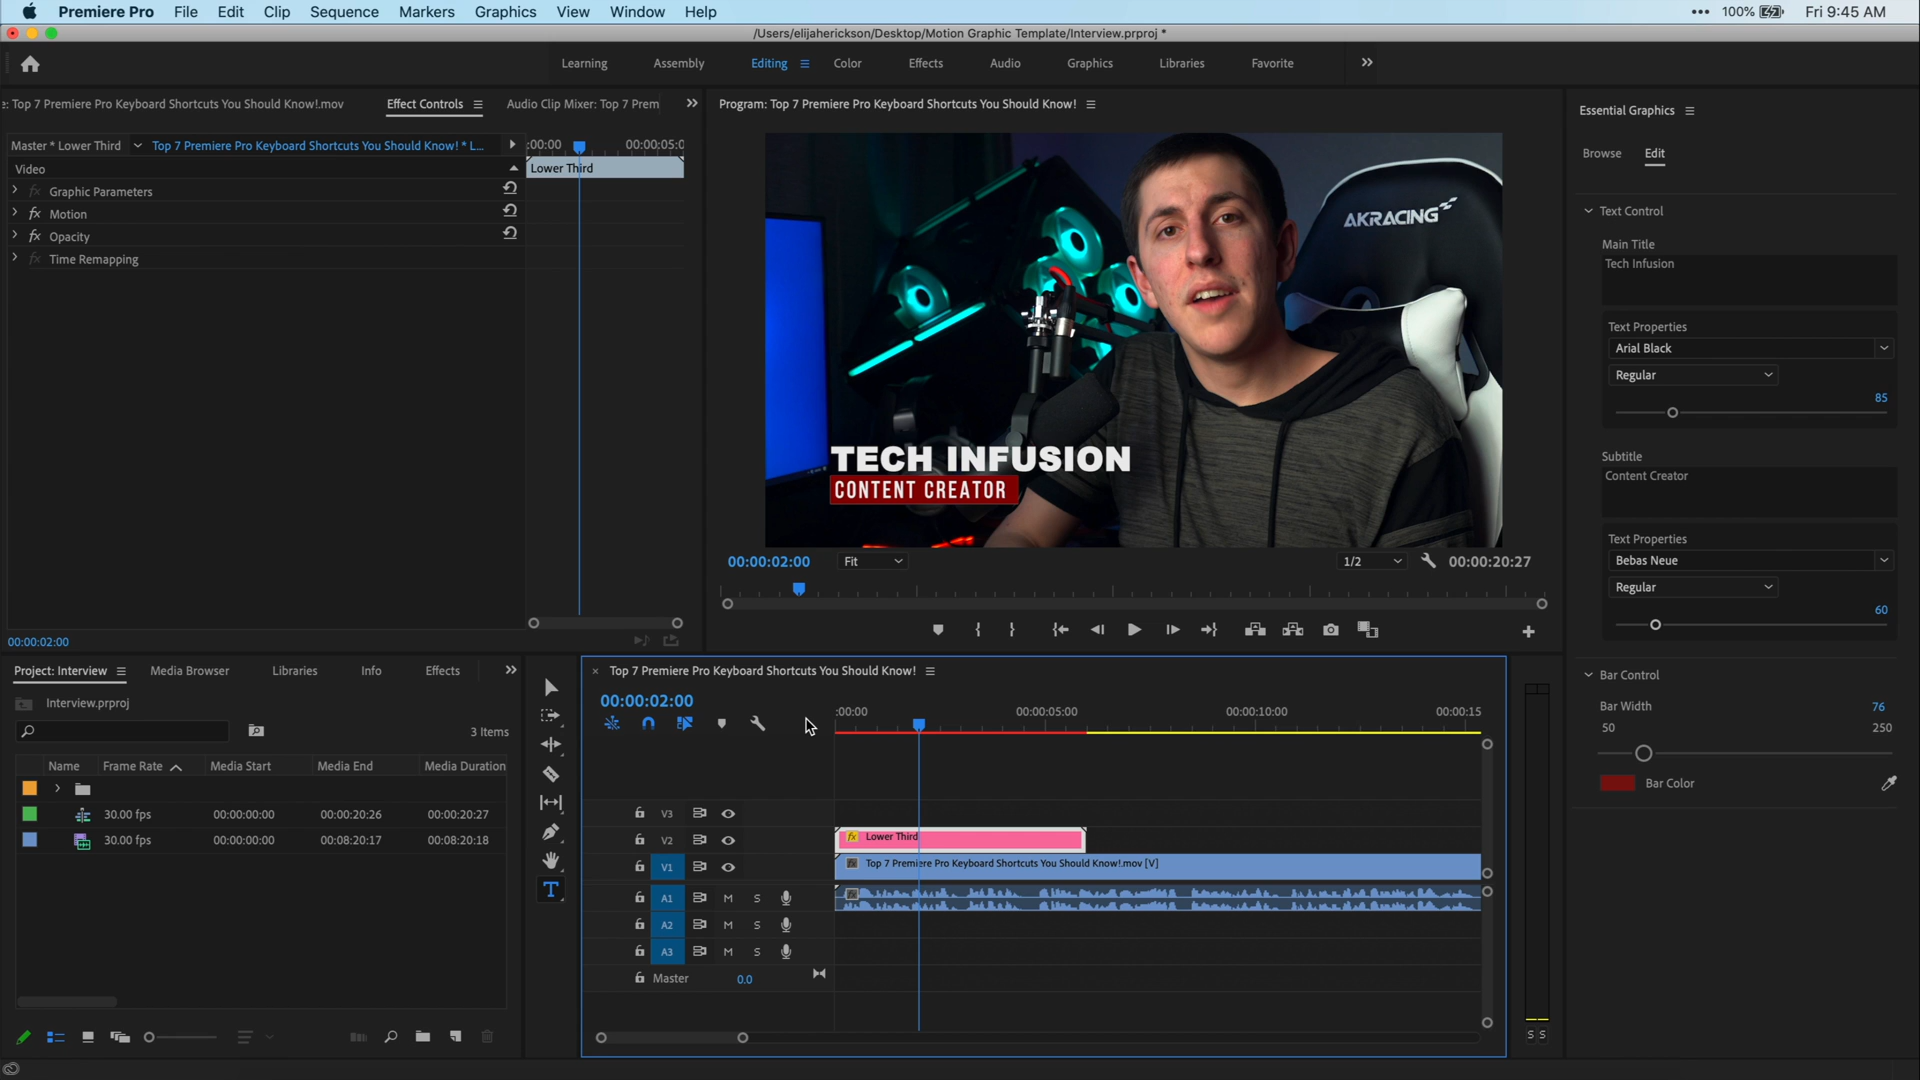 Premiere Pro File Edit Clip Sequence Markers Graphics View Window Help
100% Fri 9:45 AM
/Users/elijaherickson/Desktop/Motion Graphic Template/Interview.prproj *
Learning Assembly Editing Color Effects Audio Graphics Libraries Favorite
e: Top 7 Premiere Pro Keyboard Shortcuts You Should Know!.mov
Effect Controls
Audio Clip Mixer: Top 7 Prem
Master * Lower Third
Top 7 Premiere Pro Keyboard Shortcuts You Should Know! * L...
:00:00 00:00:05:0
Video
Lower Third
fx Graphic Parameters
fx Motion
fx Opacity
fx Time Remapping
00:00:02:00
Program: Top 7 Premiere Pro Keyboard Shortcuts You Should Know!
AKRACING
TECH INFUSION
CONTENT CREATOR
00:00:02:00 Fit 1/2 00:00:20:27
Essential Graphics
Browse Edit
Text Control
Main Title
Tech Infusion
Text Properties
Arial Black
Regular
85
Subtitle
Content Creator
Text Properties
Bebas Neue
Regular
60
Bar Control
Bar Width 76
50 250
Bar Color
Project: Interview Media Browser Libraries Info Effects
Interview.prproj
3 Items
Name Frame Rate Media Start Media End Media Duration
30.00 fps 00:00:00:00 00:00:20:26 00:00:20:27
30.00 fps 00:00:00:00 00:08:20:17 00:08:20:18
T
× Top 7 Premiere Pro Keyboard Shortcuts You Should Know!
00:00:02:00
:00:00 00:00:05:00 00:00:10:00 00:00:15
V3
V2
fx Lower Third
V1
fx Top 7 Premiere Pro Keyboard Shortcuts You Should Know!.mov [V]
A1 M S
A2 M S
A3 M S
Master 0.0
S S